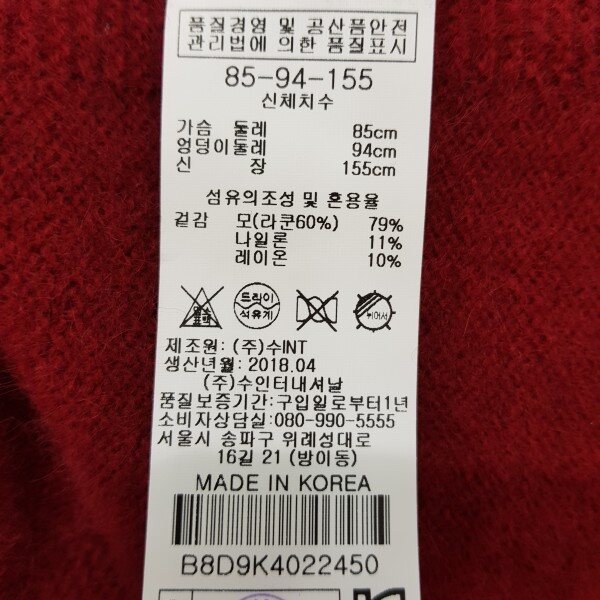 품질경영 및 공산품안전
관리법에 의한 품질표시
85-94-155
신체치수
가슴 둘레 85cm
엉덩이둘레 94cm
신 장 155cm
섬유의조성 및 혼용율
겉감 모(라쿤60%) 79%
나일론 11%
레이온 10%
드라이
석유계
뉘어서
제조원: (주)수INT
생산년월: 2018.04
(주)수인터내셔날
품질보증기간:구입일로부터1년
소비자상담실:080-990-5555
서울시 송파구 위례성대로
16길 21 (방이동)
MADE IN KOREA
B8D9K4022450